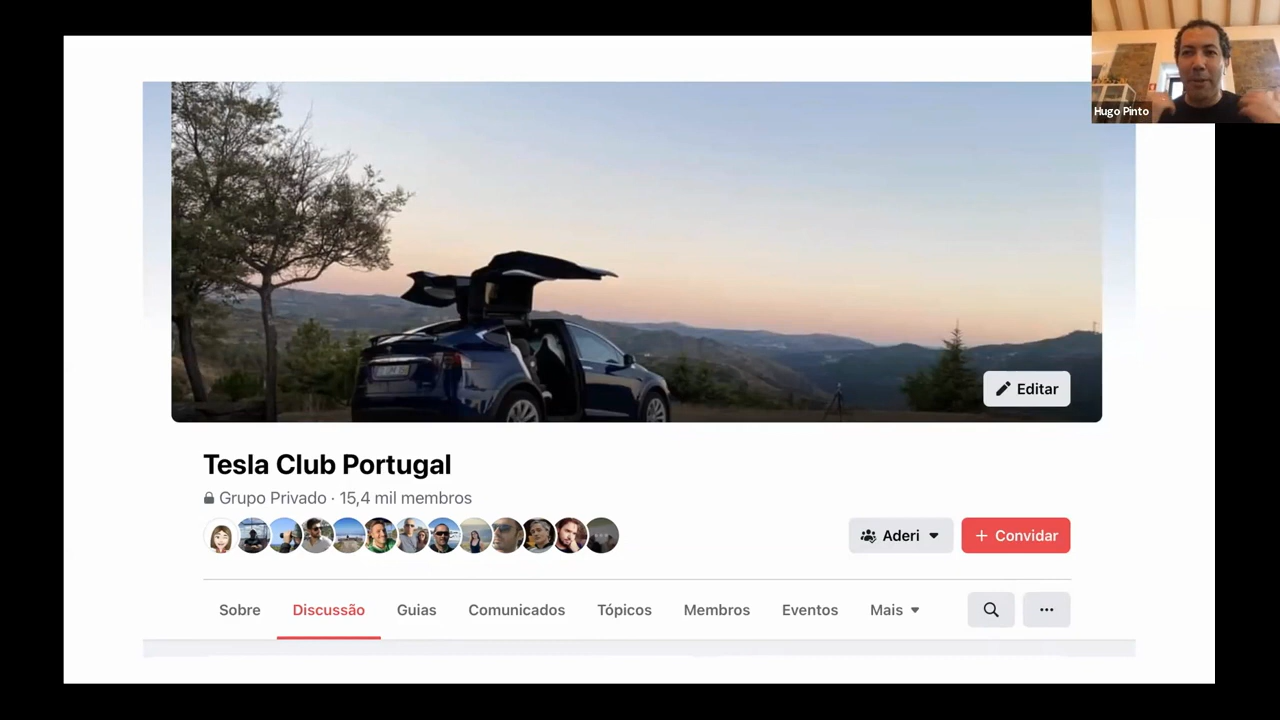 Hugo Pinto
Editar
Tesla Club Portugal
Grupo Privado · 15,4 mil membros
Aderi
+ Convidar
Sobre
Discussão
Guias
Comunicados
Tópicos
Membros
Eventos
Mais